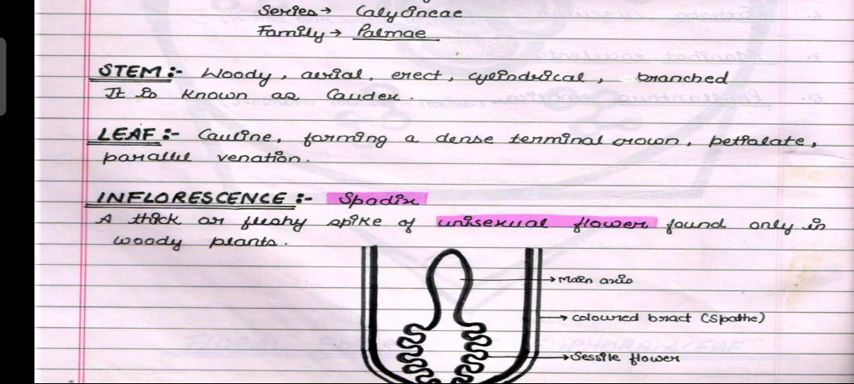 Series→ Calycineae
Family→ Palmae
STEM:- Woody, aerial, erect, cylindrical, branched
It is known as Caudex.
LEAF:- Cauline, forming a dense terminal crown, petiolate,
parallel venation.
INFLORESCENCE:- Spadix
A thick or fleshy spike of unisexual flower found only in
woody plants.
→Main axis
→coloured bract (Spathe)
→Sessile flower